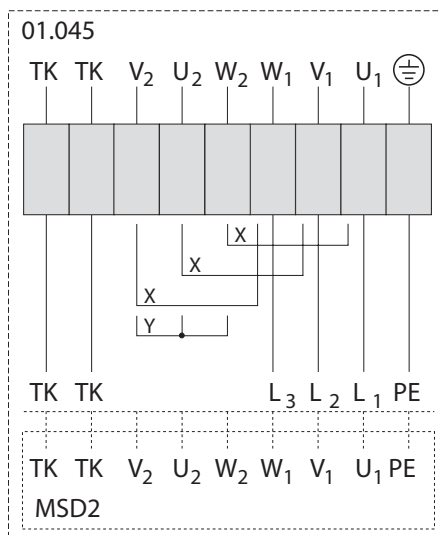 01.045
TK TK V2 U2 W2 W1 V1 U1
X
X
X
Y
TK TK L3 L2 L1 PE
TK TK V2 U2 W2 W1 V1 U1 PE
MSD2